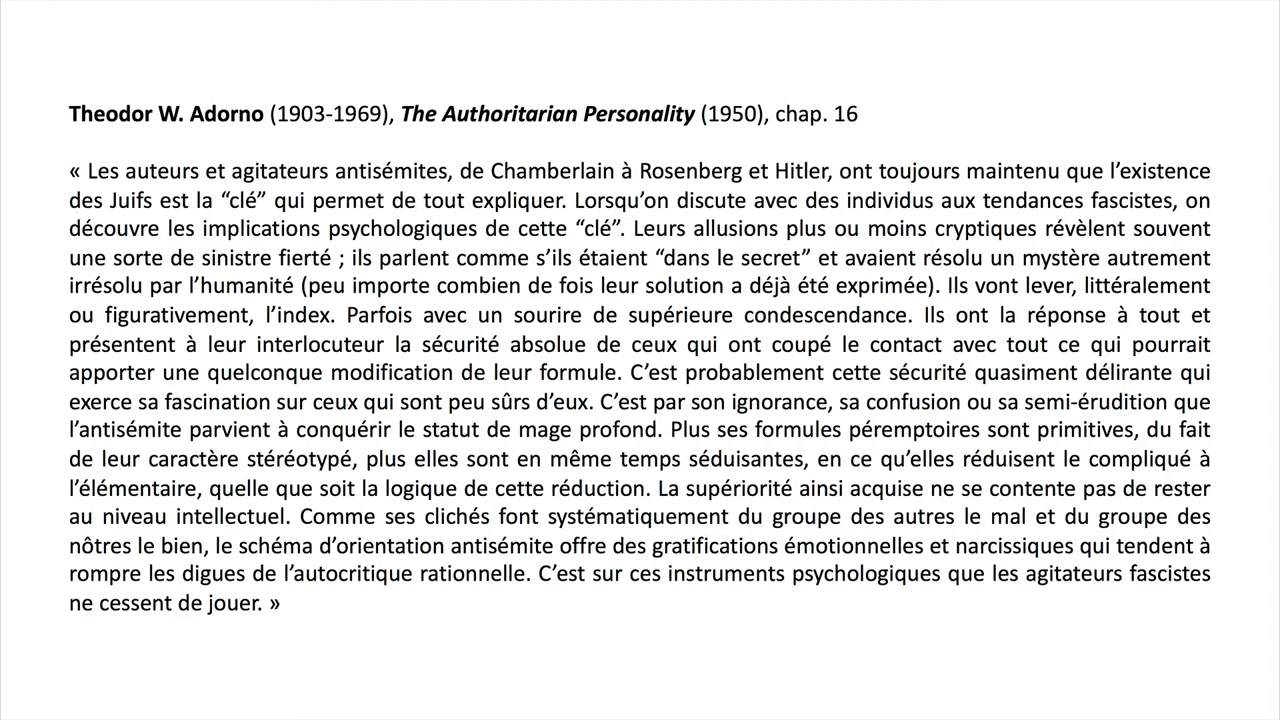 Theodor W. Adorno (1903-1969), The Authoritarian Personality (1950), chap. 16
« Les auteurs et agitateurs antisémites, de Chamberlain à Rosenberg et Hitler, ont toujours maintenu que l’existence
des Juifs est la “clé” qui permet de tout expliquer. Lorsqu’on discute avec des individus aux tendances fascistes, on
découvre les implications psychologiques de cette “clé”. Leurs allusions plus ou moins cryptiques révèlent souvent
une sorte de sinistre fierté ; ils parlent comme s’ils étaient “dans le secret” et avaient résolu un mystère autrement
irrésolu par l’humanité (peu importe combien de fois leur solution a déjà été exprimée). Ils vont lever, littéralement
ou figurativement, l’index. Parfois avec un sourire de supérieure condescendance. Ils ont la réponse à tout et
présentent à leur interlocuteur la sécurité absolue de ceux qui ont coupé le contact avec tout ce qui pourrait
apporter une quelconque modification de leur formule. C’est probablement cette sécurité quasiment délirante qui
exerce sa fascination sur ceux qui sont peu sûrs d’eux. C’est par son ignorance, sa confusion ou sa semi-érudition que
l’antisémite parvient à conquérir le statut de mage profond. Plus ses formules péremptoires sont primitives, du fait
de leur caractère stéréotypé, plus elles sont en même temps séduisantes, en ce qu’elles réduisent le compliqué à
l’élémentaire, quelle que soit la logique de cette réduction. La supériorité ainsi acquise ne se contente pas de rester
au niveau intellectuel. Comme ses clichés font systématiquement du groupe des autres le mal et du groupe des
nôtres le bien, le schéma d’orientation antisémite offre des gratifications émotionnelles et narcissiques qui tendent à
rompre les digues de l’autocritique rationnelle. C’est sur ces instruments psychologiques que les agitateurs fascistes
ne cessent de jouer. »